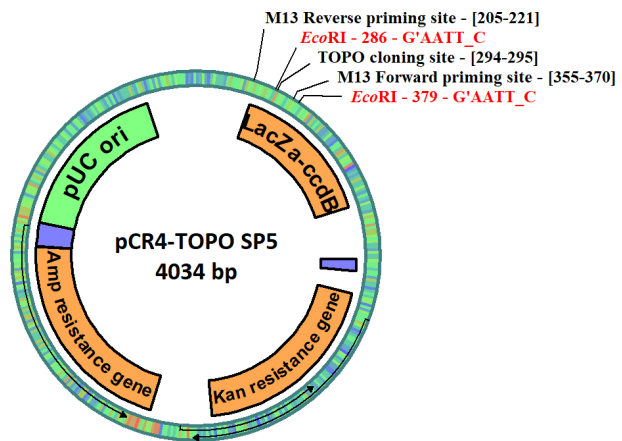 M13 Reverse priming site - [205-221]
EcoRI - 286 - G'AATT_C
TOPO cloning site - [294-295]
M13 Forward priming site - [355-370]
EcoRI - 379 - G'AATT_C
LacZa-ccdB
pUC ori
pCR4-TOPO SP5
4034 bp
Amp resistance gene
Kan resistance gene